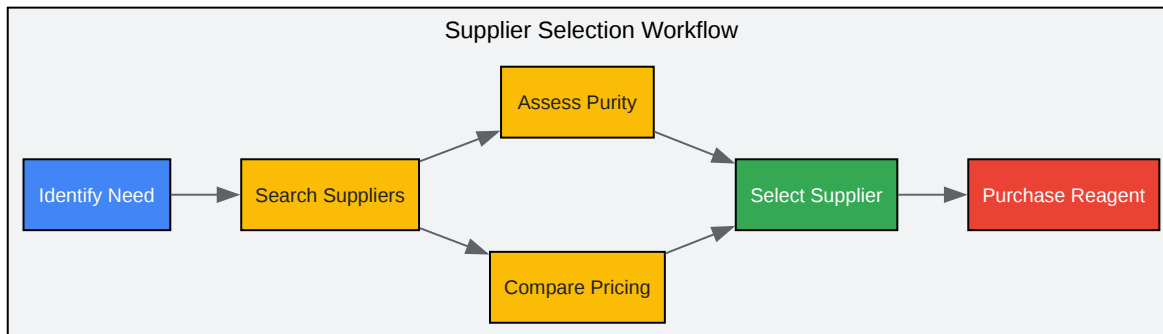 Supplier Selection Workflow
Assess Purity
Identify Need
Search Suppliers
Select Supplier
Purchase Reagent
Compare Pricing